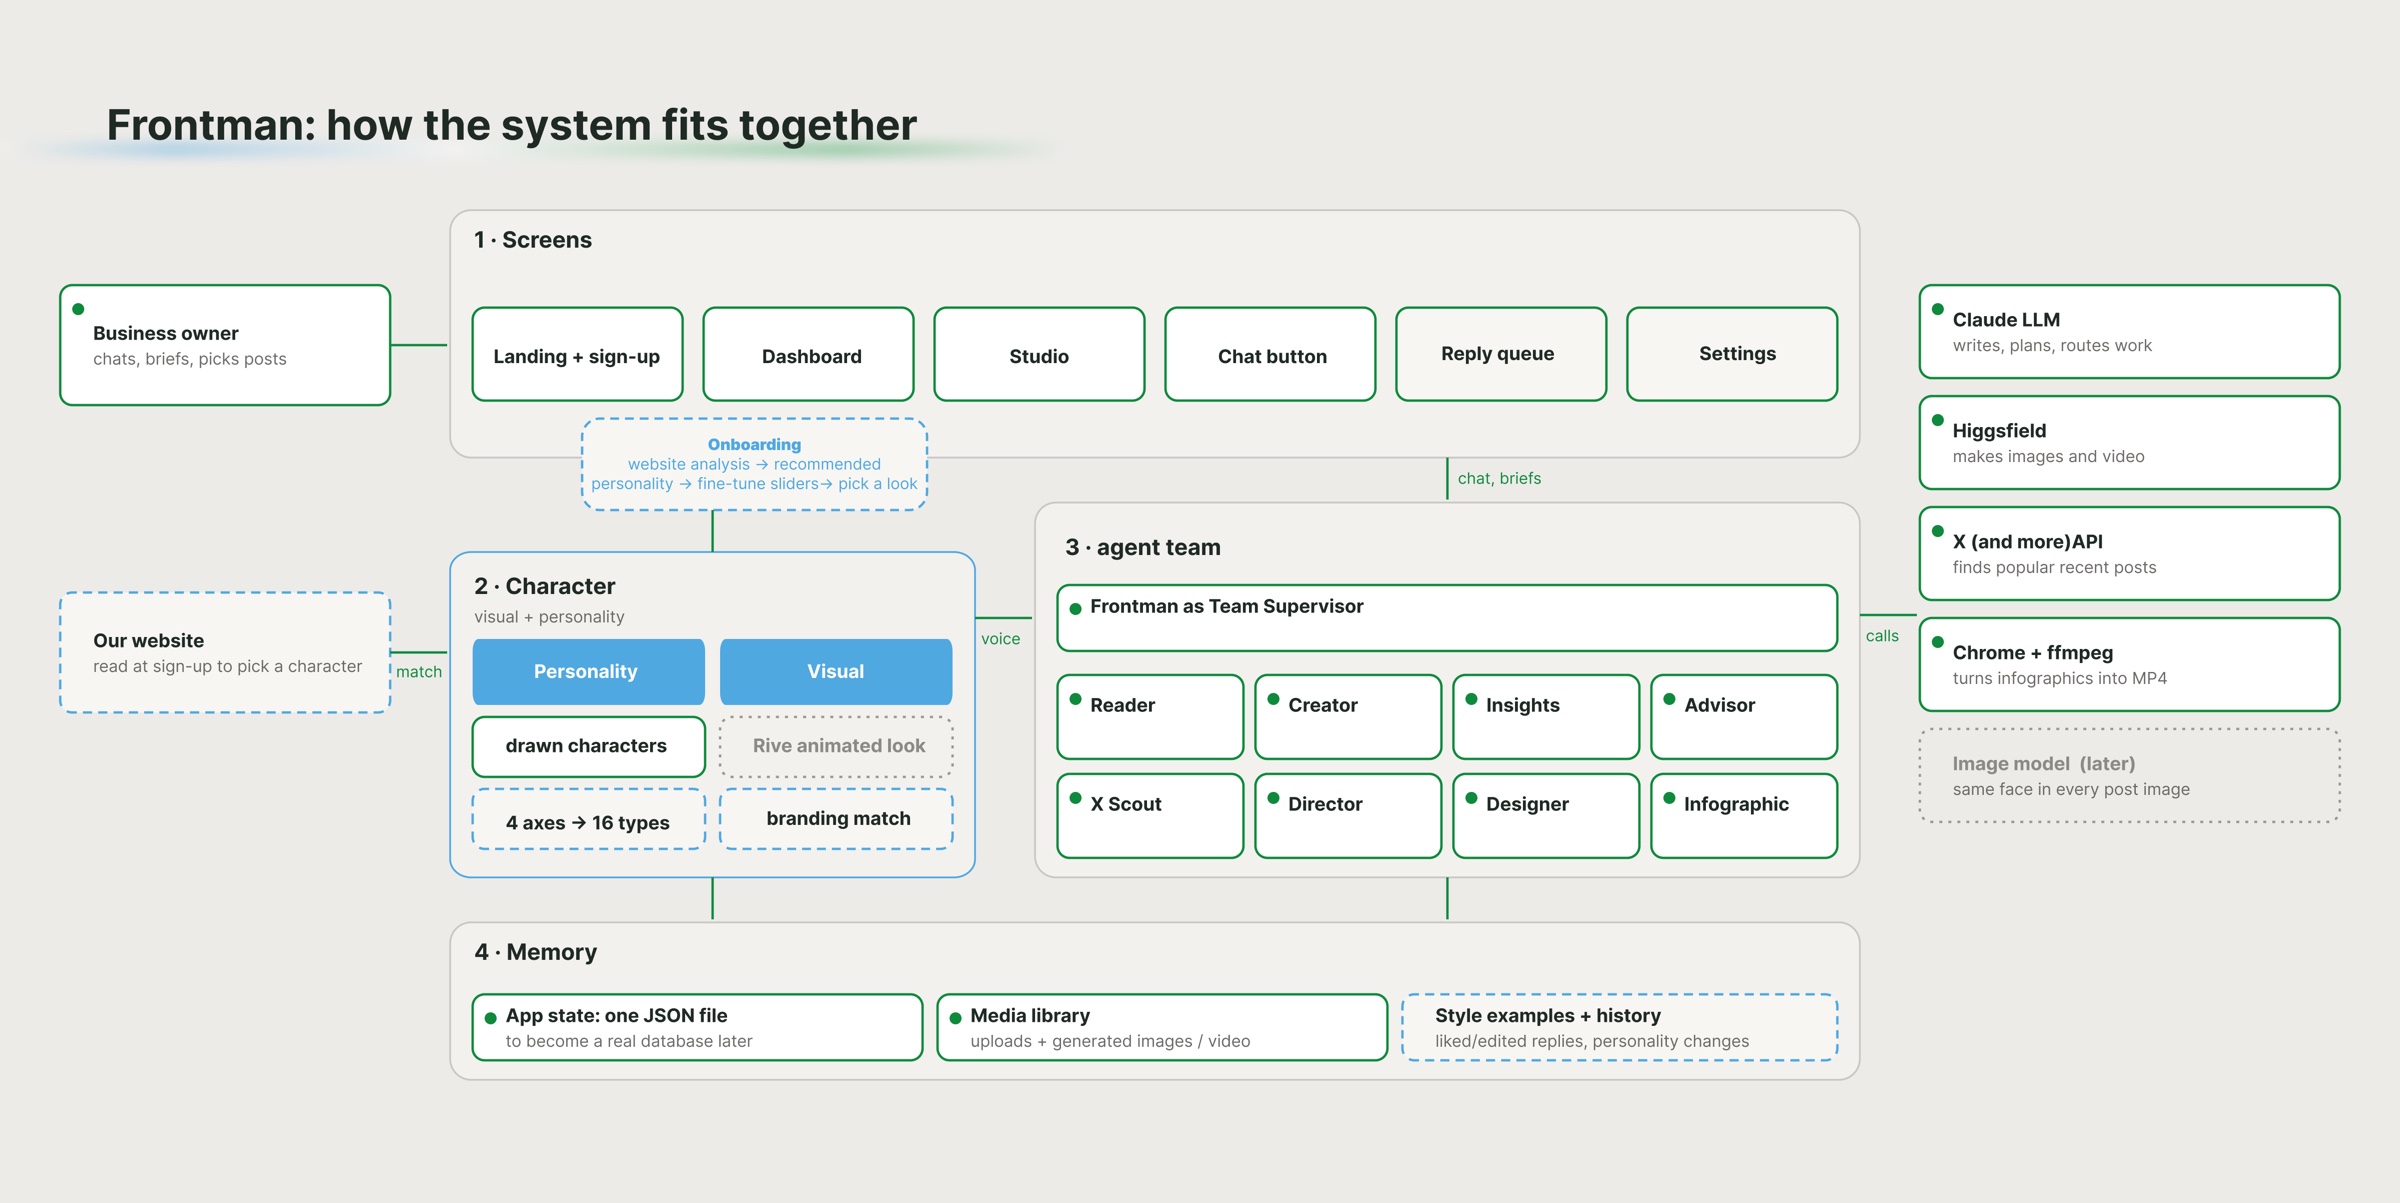 Frontman: how the system fits together
1 · Screens
Business owner
chats, briefs, picks posts
Landing + sign-up
Dashboard
Studio
Chat button
Reply queue
Settings
Onboarding
website analysis → recommended
personality → fine-tune sliders→ pick a look
chat, briefs
Our website
read at sign-up to pick a character
match
2 · Character
visual + personality
Personality
Visual
drawn characters
Rive animated look
4 axes → 16 types
branding match
voice
3 · agent team
Frontman as Team Supervisor
Reader
Creator
Insights
Advisor
X Scout
Director
Designer
Infographic
calls
Claude LLM
writes, plans, routes work
Higgsfield
makes images and video
X (and more)API
finds popular recent posts
Chrome + ffmpeg
turns infographics into MP4
Image model (later)
same face in every post image
4 · Memory
App state: one JSON file
to become a real database later
Media library
uploads + generated images / video
Style examples + history
liked/edited replies, personality changes